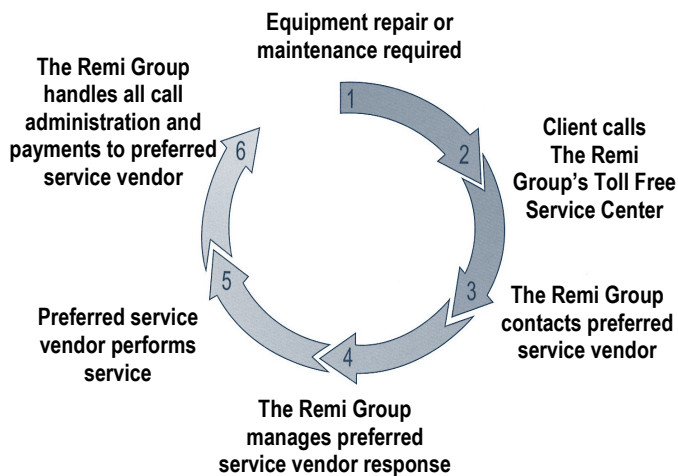 1
Equipment repair or
maintenance required
2
Client calls
The Remi
Group's Toll Free
Service Center
3
The Remi Group
contacts preferred
service vendor
4
The Remi Group
manages preferred
service vendor response
5
Preferred service
vendor performs
service
6
The Remi Group
handles all call
administration and
payments to preferred
service vendor